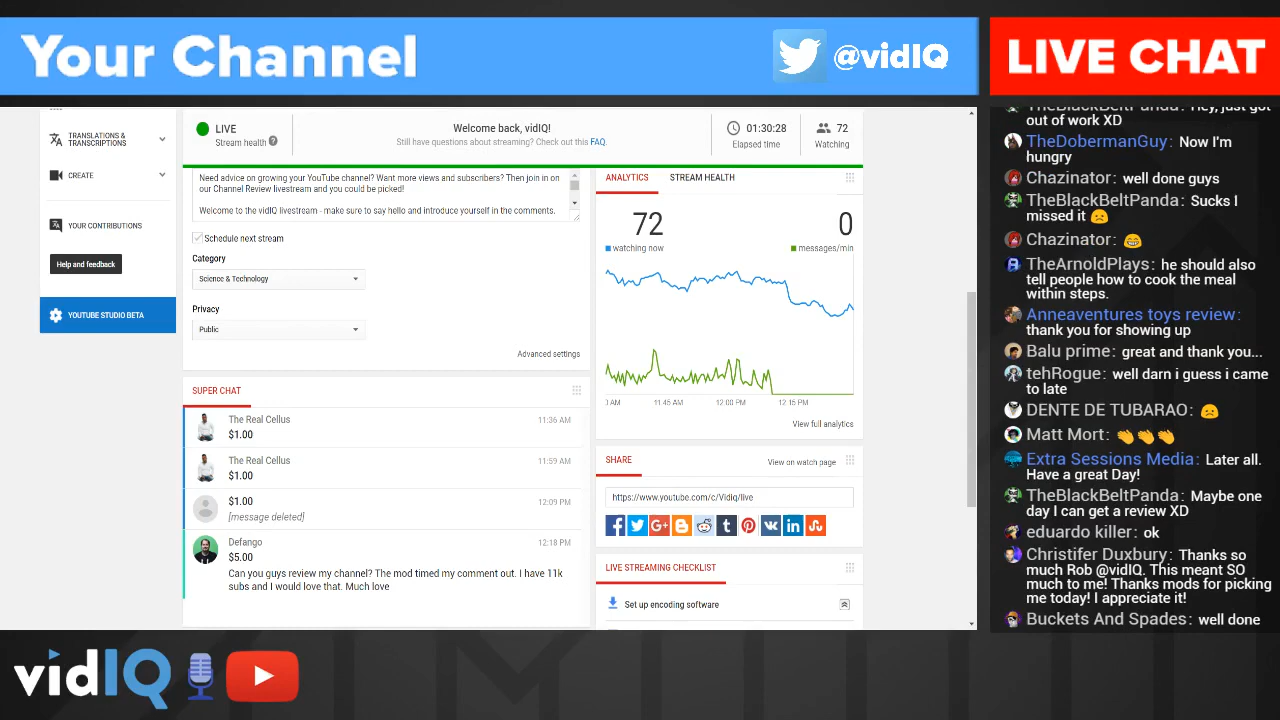 Your Channel
@vidIQ
LIVE CHAT
TRANSLATIONS &
TRANSCRIPTIONS
CREATE
YOUR CONTRIBUTIONS
Help and feedback
YOUTUBE STUDIO BETA
LIVE
Stream health
Welcome back, vidIQ!
Still have questions about streaming? Check out this FAQ.
01:30:28
Elapsed time
72
Watching
Need advice on growing your YouTube channel? Want more views and subscribers? Then join in on
our Channel Review livestream and you could be picked!
Welcome to the vidIQ livestream - make sure to say hello and introduce yourself in the comments.
Schedule next stream
Category
Science & Technology
Privacy
Public
Advanced settings
SUPER CHAT
The Real Cellus
11:36 AM
$1.00
The Real Cellus
11:59 AM
$1.00
$1.00
12:09 PM
[message deleted]
Defango
12:18 PM
$5.00
Can you guys review my channel? The mod timed my comment out. I have 11k
subs and I would love that. Much love
ANALYTICS
STREAM HEALTH
72
0
watching now
messages/min
0 AM
11:45 AM
12:00 PM
12:15 PM
View full analytics
SHARE
View on watch page
https://www.youtube.com/c/Vidiq/live
LIVE STREAMING CHECKLIST
Set up encoding software
TheBlackBeltPanda: Hey, just got
out of work XD
TheDobermanGuy: Now I'm
hungry
Chazinator: well done guys
TheBlackBeltPanda: Sucks I
missed it ☹️
Chazinator: 😂
TheArnoldPlays: he should also
tell people how to cook the meal
within steps.
Anneaventures toys review:
thank you for showing up
Balu prime: great and thank you...
tehRogue: well darn i guess i came
to late
DENTE DE TUBARAO: ☹️
Matt Mort: 👏👏👏
Extra Sessions Media: Later all.
Have a great Day!
TheBlackBeltPanda: Maybe one
day I can get a review XD
eduardo killer: ok
Christifer Duxbury: Thanks so
much Rob @vidIQ. This meant SO
much to me! Thanks mods for picking
me today! I appreciate it!
Buckets And Spades: well done
vidIQ